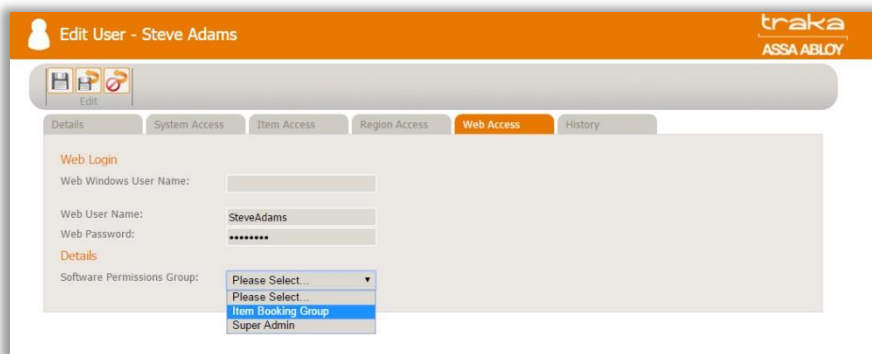 Edit User - Steve Adams
traka
ASSA ABLOY
Edit
Details System Access Item Access Region Access Web Access History
Web Login
Web Windows User Name:
Web User Name: SteveAdams
Web Password: ••••••••
Details
Software Permissions Group: Please Select...
Please Select...
Item Booking Group
Super Admin